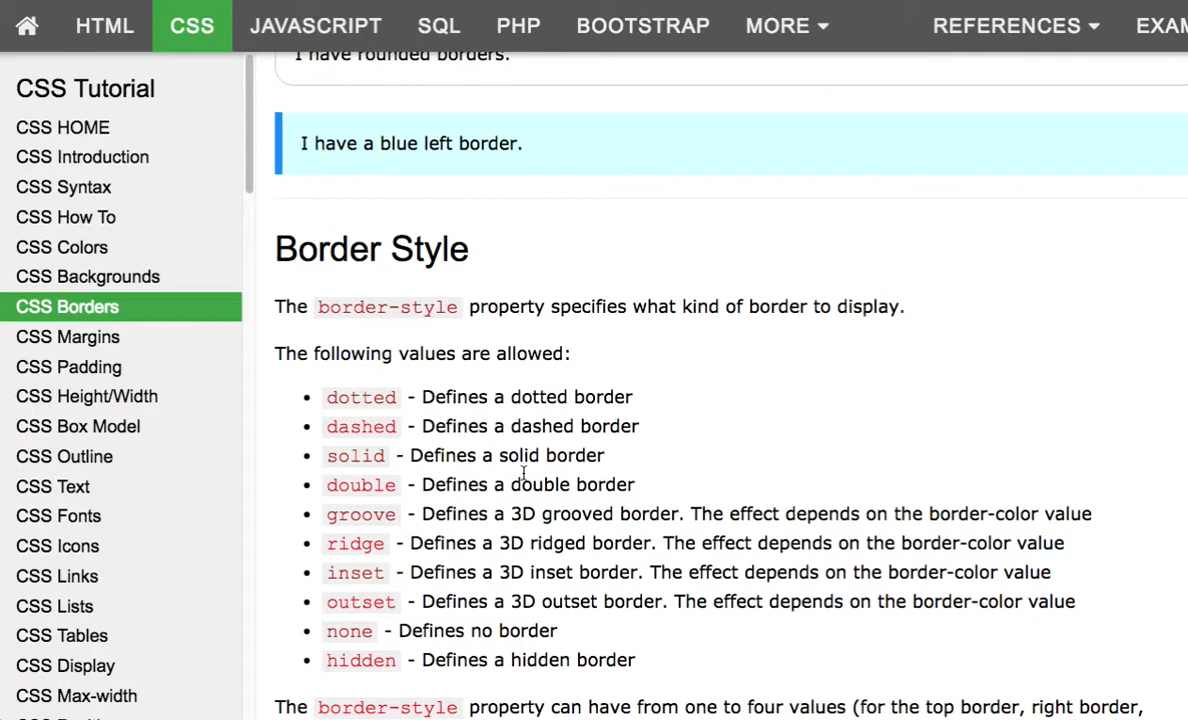 HTML CSS JAVASCRIPT SQL PHP BOOTSTRAP MORE REFERENCES EXAM
CSS Tutorial
CSS HOME
CSS Introduction
CSS Syntax
CSS How To
CSS Colors
CSS Backgrounds
CSS Borders
CSS Margins
CSS Padding
CSS Height/Width
CSS Box Model
CSS Outline
CSS Text
CSS Fonts
CSS Icons
CSS Links
CSS Lists
CSS Tables
CSS Display
CSS Max-width
I have rounded borders.
I have a blue left border.
Border Style
The border-style property specifies what kind of border to display.
The following values are allowed:
• dotted - Defines a dotted border
• dashed - Defines a dashed border
• solid - Defines a solid border
• double - Defines a double border
• groove - Defines a 3D grooved border. The effect depends on the border-color value
• ridge - Defines a 3D ridged border. The effect depends on the border-color value
• inset - Defines a 3D inset border. The effect depends on the border-color value
• outset - Defines a 3D outset border. The effect depends on the border-color value
• none - Defines no border
• hidden - Defines a hidden border
The border-style property can have from one to four values (for the top border, right border,